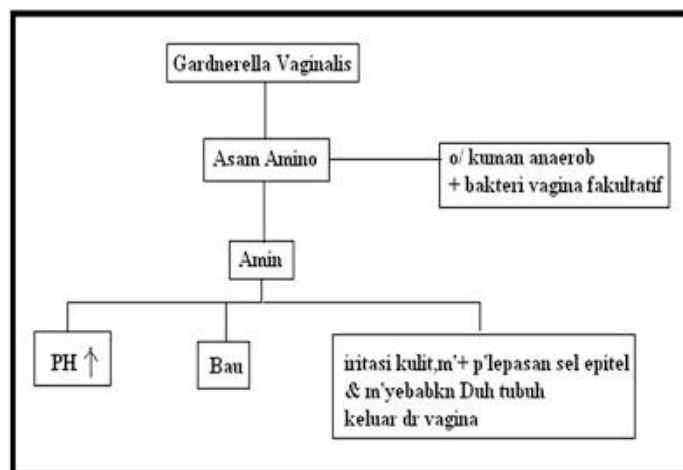 Gardnerella Vaginalis
Asam Amino
o/ kuman anaerob
+ bakteri vagina fakultatif
Amin
PH ↑
Bau
iritasi kulit,m'+ p'lepasan sel epitel
& m'yebabkn Duh tubuh
keluar dr vagina